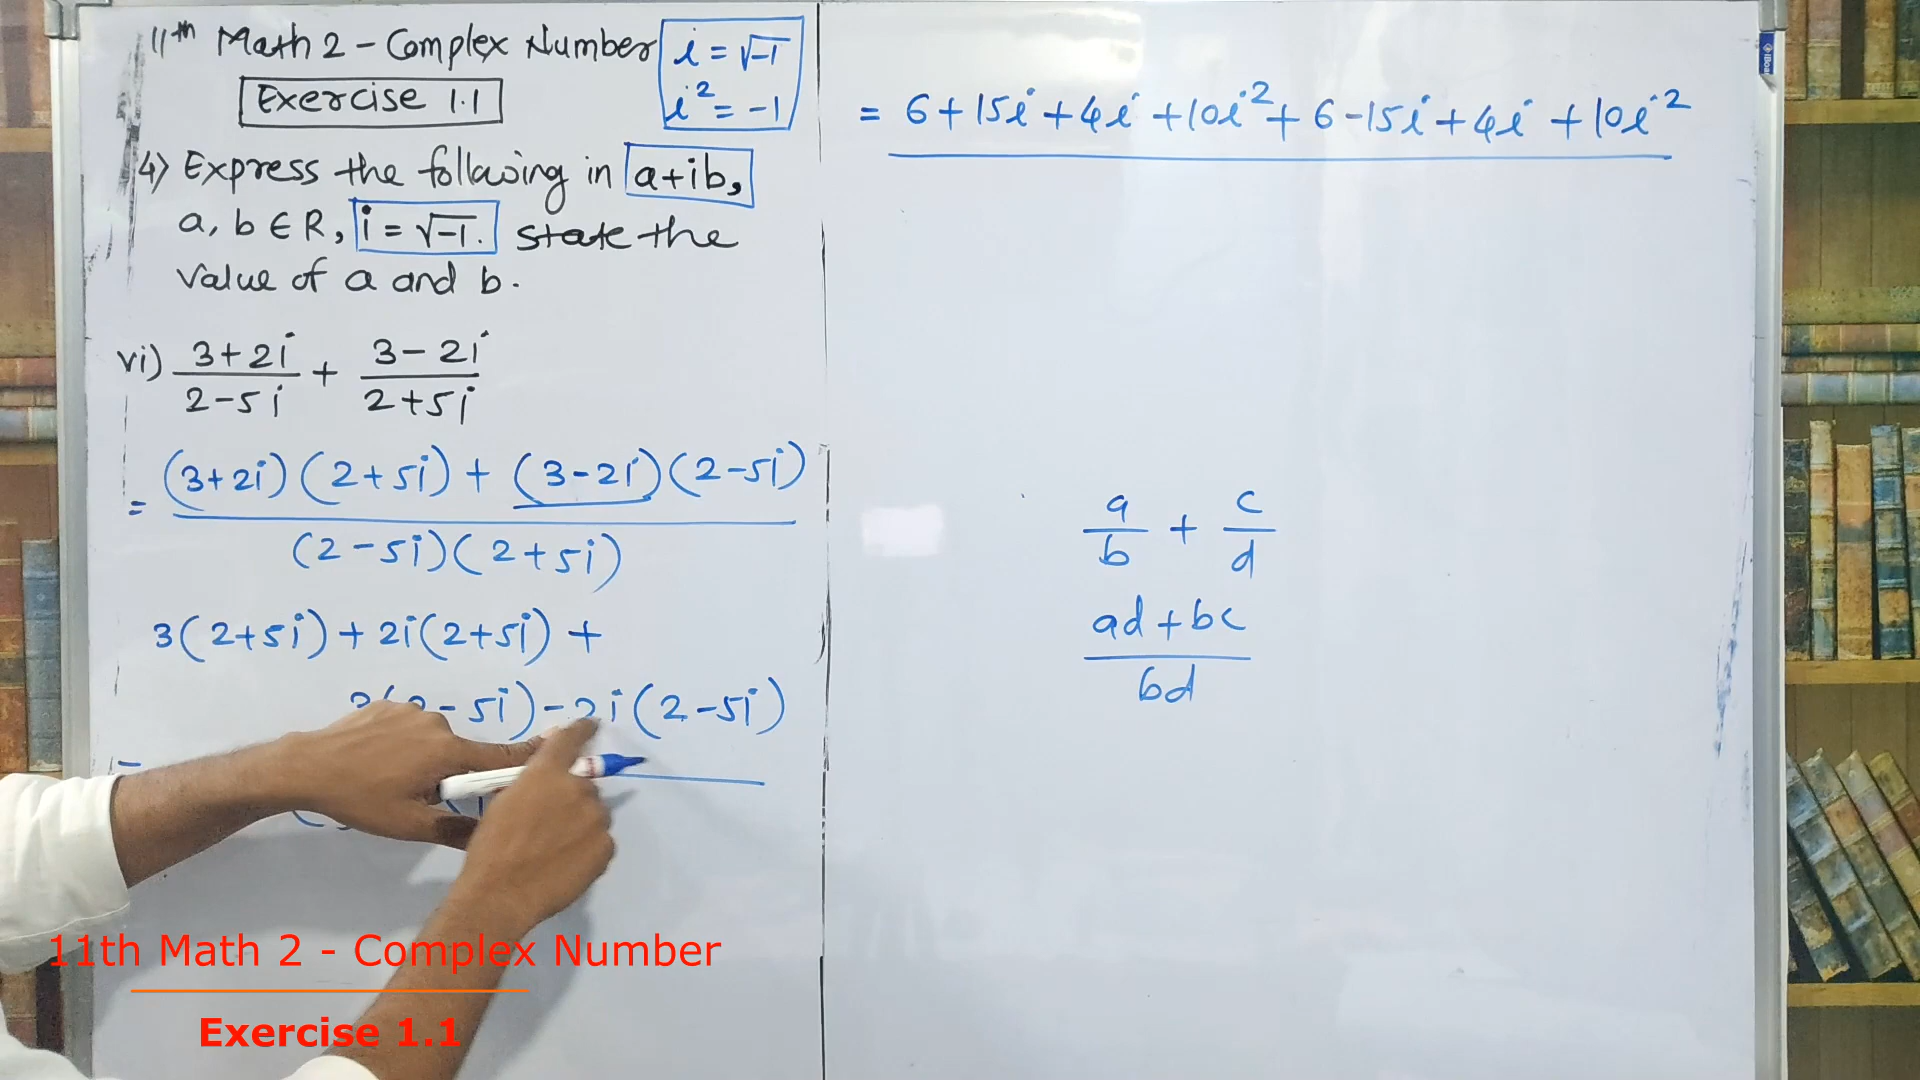 11th Math 2 - Complex Number
i = √-1
i² = -1
Exercise 1.1
4) Express the following in a+ib,
a, b ∈ R, i = √-1. state the
value of a and b.
vi) (3+2i)/(2-5i) + (3-2i)/(2+5i)
= (3+2i)(2+5i) + (3-2i)(2-5i)
(2-5i)(2+5i)
3(2+5i) + 2i(2+5i) +
- 5i) - 2i(2-5i)
=
= 6+15i+4i+10i²+6-15i+4i+10i²
a/b + c/d
ad+bc
bd
11th Math 2 - Complex Number
Exercise 1.1